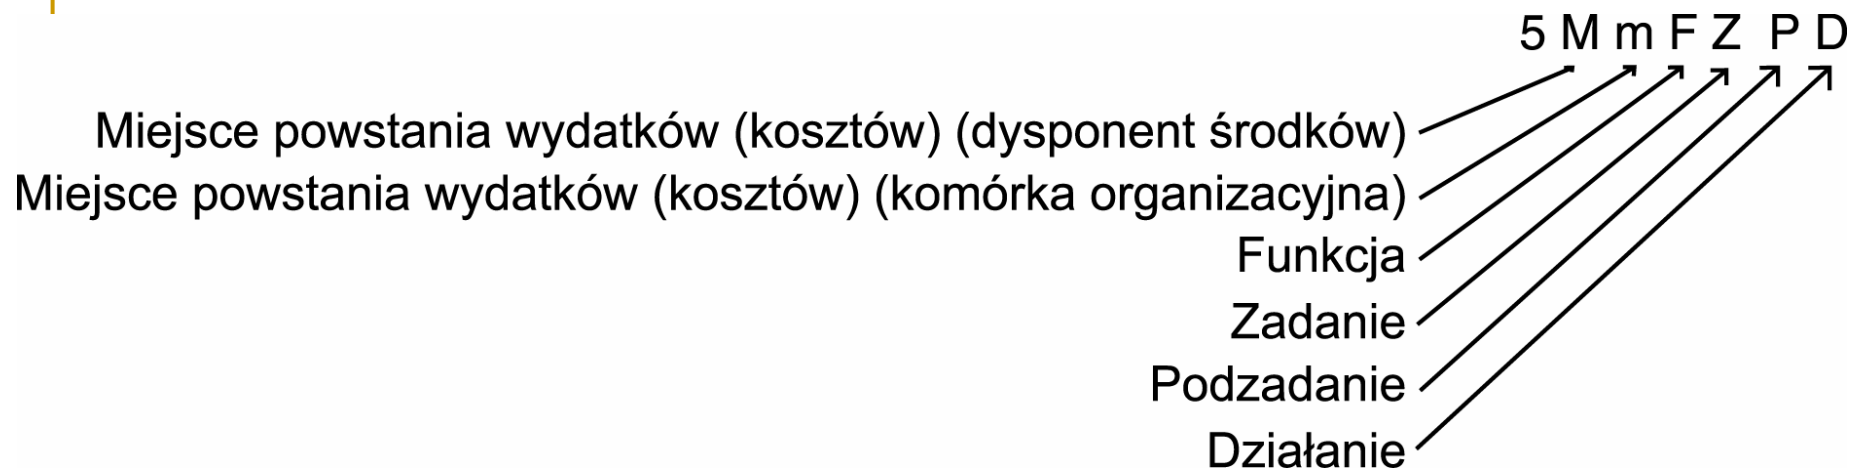 5 M m F Z P D
Miejsce powstania wydatków (kosztów) (dysponent środków)
Miejsce powstania wydatków (kosztów) (komórka organizacyjna)
Funkcja
Zadanie
Podzadanie
Działanie